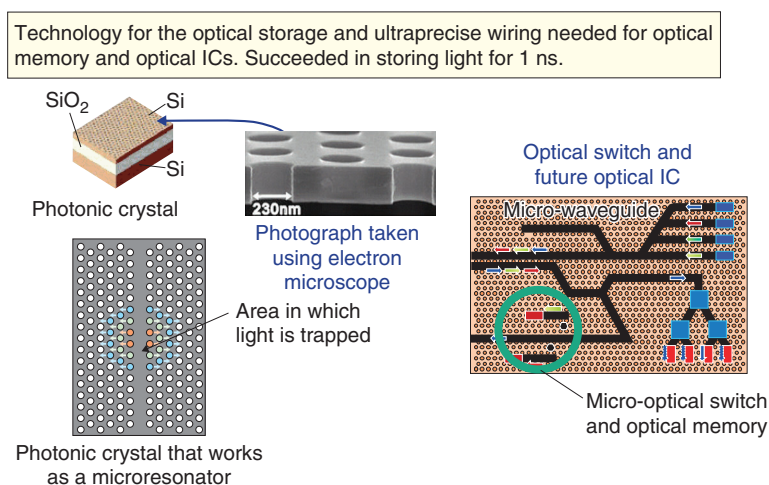 Technology for the optical storage and ultraprecise wiring needed for optical
memory and optical ICs. Succeeded in storing light for 1 ns.
SiO2
Si
Si
Photonic crystal
230nm
Photograph taken
using electron
microscope
Area in which
light is trapped
Photonic crystal that works
as a microresonator
Optical switch and
future optical IC
Micro-waveguide
Micro-optical switch
and optical memory